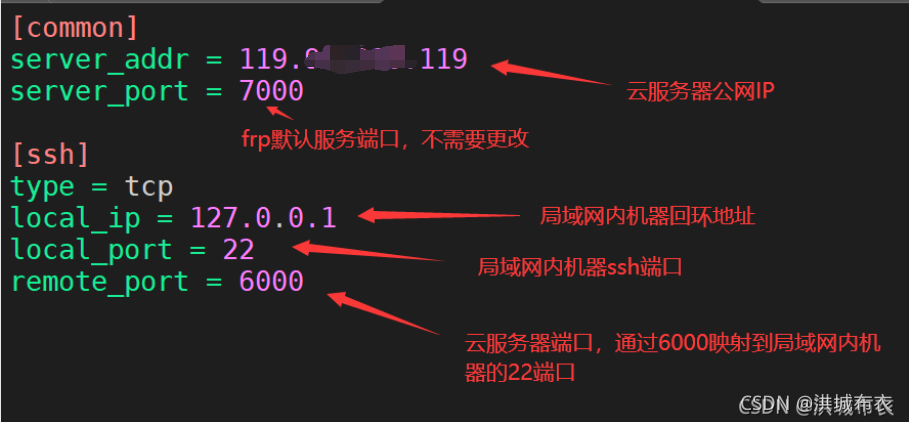 [common]
server_addr = 119.9 119
云服务器公网IP
server_port = 7000
frp默认服务端口，不需要更改
[ssh]
type = tcp
local_ip = 127.0.0.1
局域网内机器回环地址
local_port = 22
局域网内机器ssh端口
remote_port = 6000
云服务器端口，通过6000映射到局域网内机
器的22端口
CSDN @洪城布衣